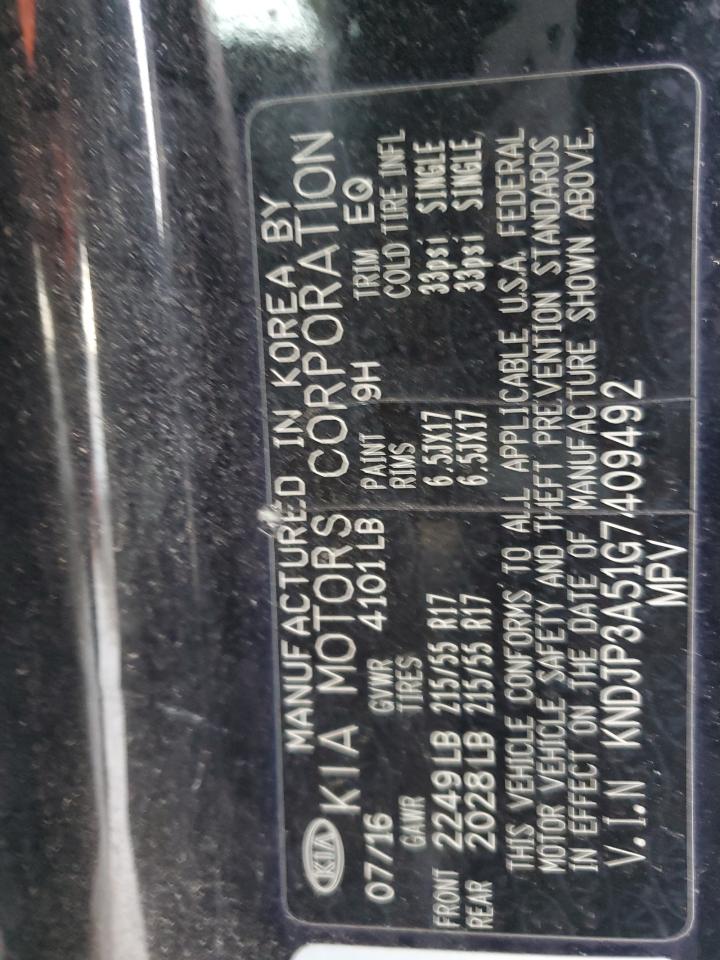 MANUFACTURED IN KOREA BY
KIA KIA MOTORS CORPORATION
07/16 GVWR 4101LB PAINT 9H TRIM EQ
GAWR TIRES RIMS COLD TIRE INFL
FRONT 2249LB 215/55 R17 6.5JX17 33psi SINGLE
REAR 2028LB 215/55 R17 6.5JX17 33psi SINGLE
THIS VEHICLE CONFORMS TO ALL APPLICABLE U.S.A. FEDERAL
MOTOR VEHICLE SAFETY AND THEFT PREVENTION STANDARDS
IN EFFECT ON THE DATE OF MANUFACTURE SHOWN ABOVE.
V.I.N KNDJP3A51G7409492
MPV